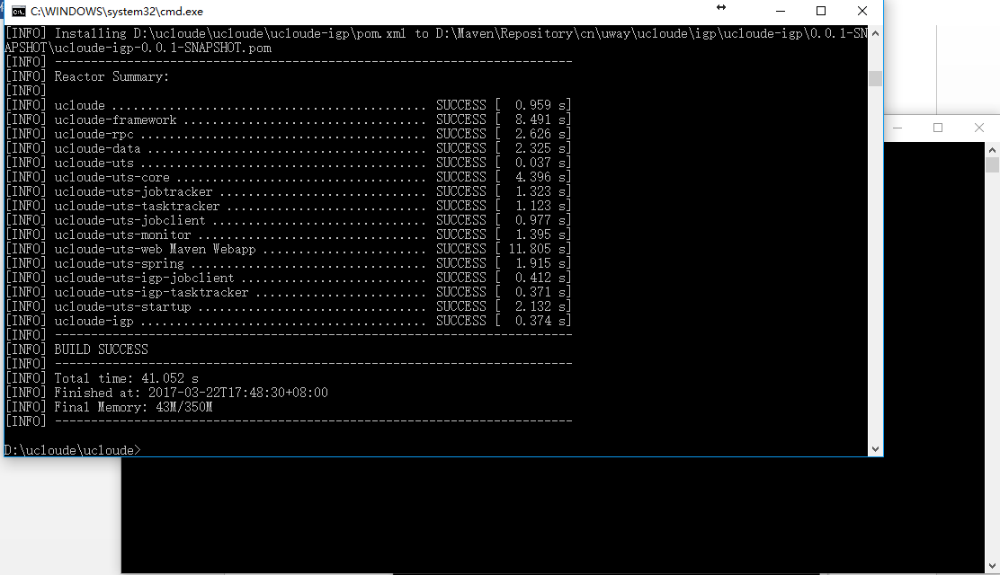 C:\WINDOWS\system32\cmd.exe
[INFO] Installing D:\ucloude\ucloude\ucloude-igp\pom.xml to D:\Maven\Repository\cn\uway\ucloude\igp\ucloude-igp\0.0.1-SN
APSHOT\ucloude-igp-0.0.1-SNAPSHOT.pom
[INFO] ------------------------------------------------------------------------
[INFO] Reactor Summary:
[INFO]
[INFO] ucloude ............................................ SUCCESS [  0.959 s]
[INFO] ucloude-framework .................................. SUCCESS [  8.491 s]
[INFO] ucloude-rpc ........................................ SUCCESS [  2.626 s]
[INFO] ucloude-data ....................................... SUCCESS [  2.325 s]
[INFO] ucloude-uts ........................................ SUCCESS [  0.037 s]
[INFO] ucloude-uts-core ................................... SUCCESS [  4.396 s]
[INFO] ucloude-uts-jobtracker ............................. SUCCESS [  1.323 s]
[INFO] ucloude-uts-tasktracker ............................ SUCCESS [  1.123 s]
[INFO] ucloude-uts-jobclient .............................. SUCCESS [  0.977 s]
[INFO] ucloude-uts-monitor ................................ SUCCESS [  1.395 s]
[INFO] ucloude-uts-web Maven Webapp ....................... SUCCESS [ 11.805 s]
[INFO] ucloude-uts-spring ................................. SUCCESS [  1.915 s]
[INFO] ucloude-uts-igp-jobclient .......................... SUCCESS [  0.412 s]
[INFO] ucloude-uts-igp-tasktracker ........................ SUCCESS [  0.371 s]
[INFO] ucloude-uts-startup ................................ SUCCESS [  2.132 s]
[INFO] ucloude-igp ........................................ SUCCESS [  0.374 s]
[INFO] ------------------------------------------------------------------------
[INFO] BUILD SUCCESS
[INFO] ------------------------------------------------------------------------
[INFO] Total time: 41.052 s
[INFO] Finished at: 2017-03-22T17:48:30+08:00
[INFO] Final Memory: 43M/350M
[INFO] ------------------------------------------------------------------------
D:\ucloude\ucloude>